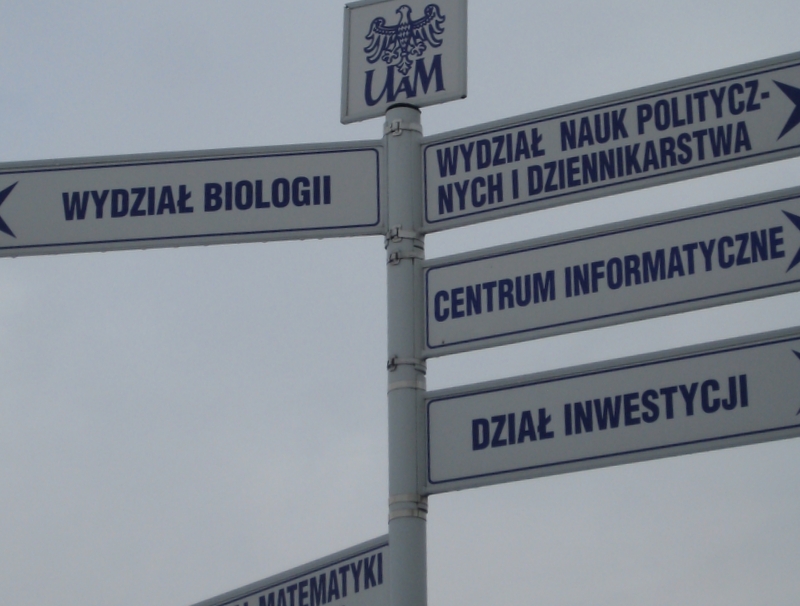 UAM
WYDZIAŁ BIOLOGII
WYDZIAŁ NAUK POLITYCZ-
NYCH I DZIENNIKARSTWA
CENTRUM INFORMATYCZNE
DZIAŁ INWESTYCJI
MATEMATYKI